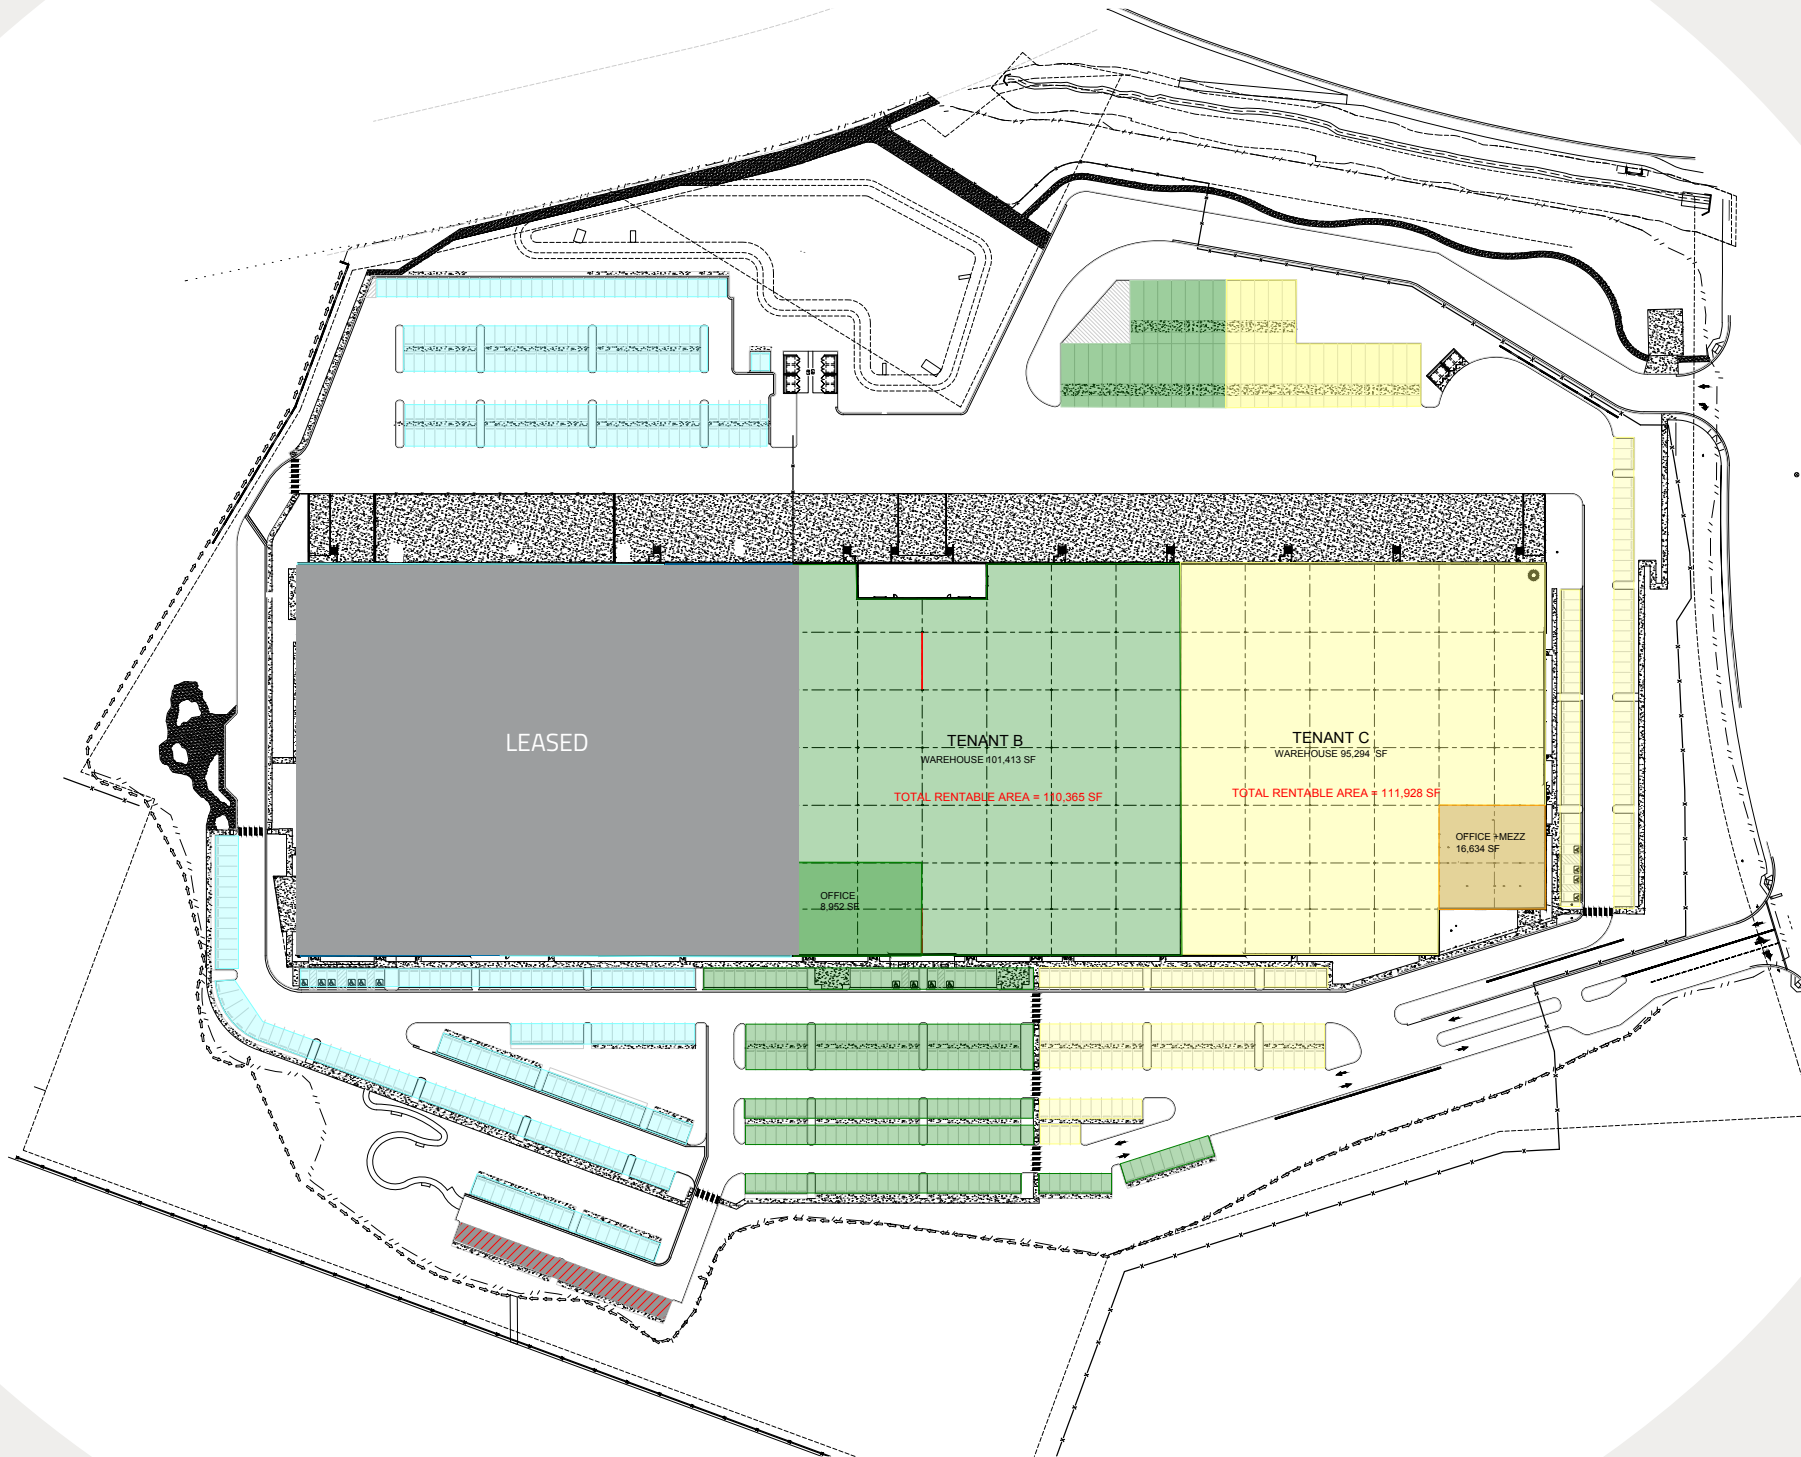 LEASED
TENANT B
WAREHOUSE 101,413 SF
TOTAL RENTABLE AREA = 110,365 SF
TENANT C
WAREHOUSE 95,294 SF
TOTAL RENTABLE AREA = 111,928 SF
OFFICE +MEZZ
16,634 SF
OFFICE
8,952 SF